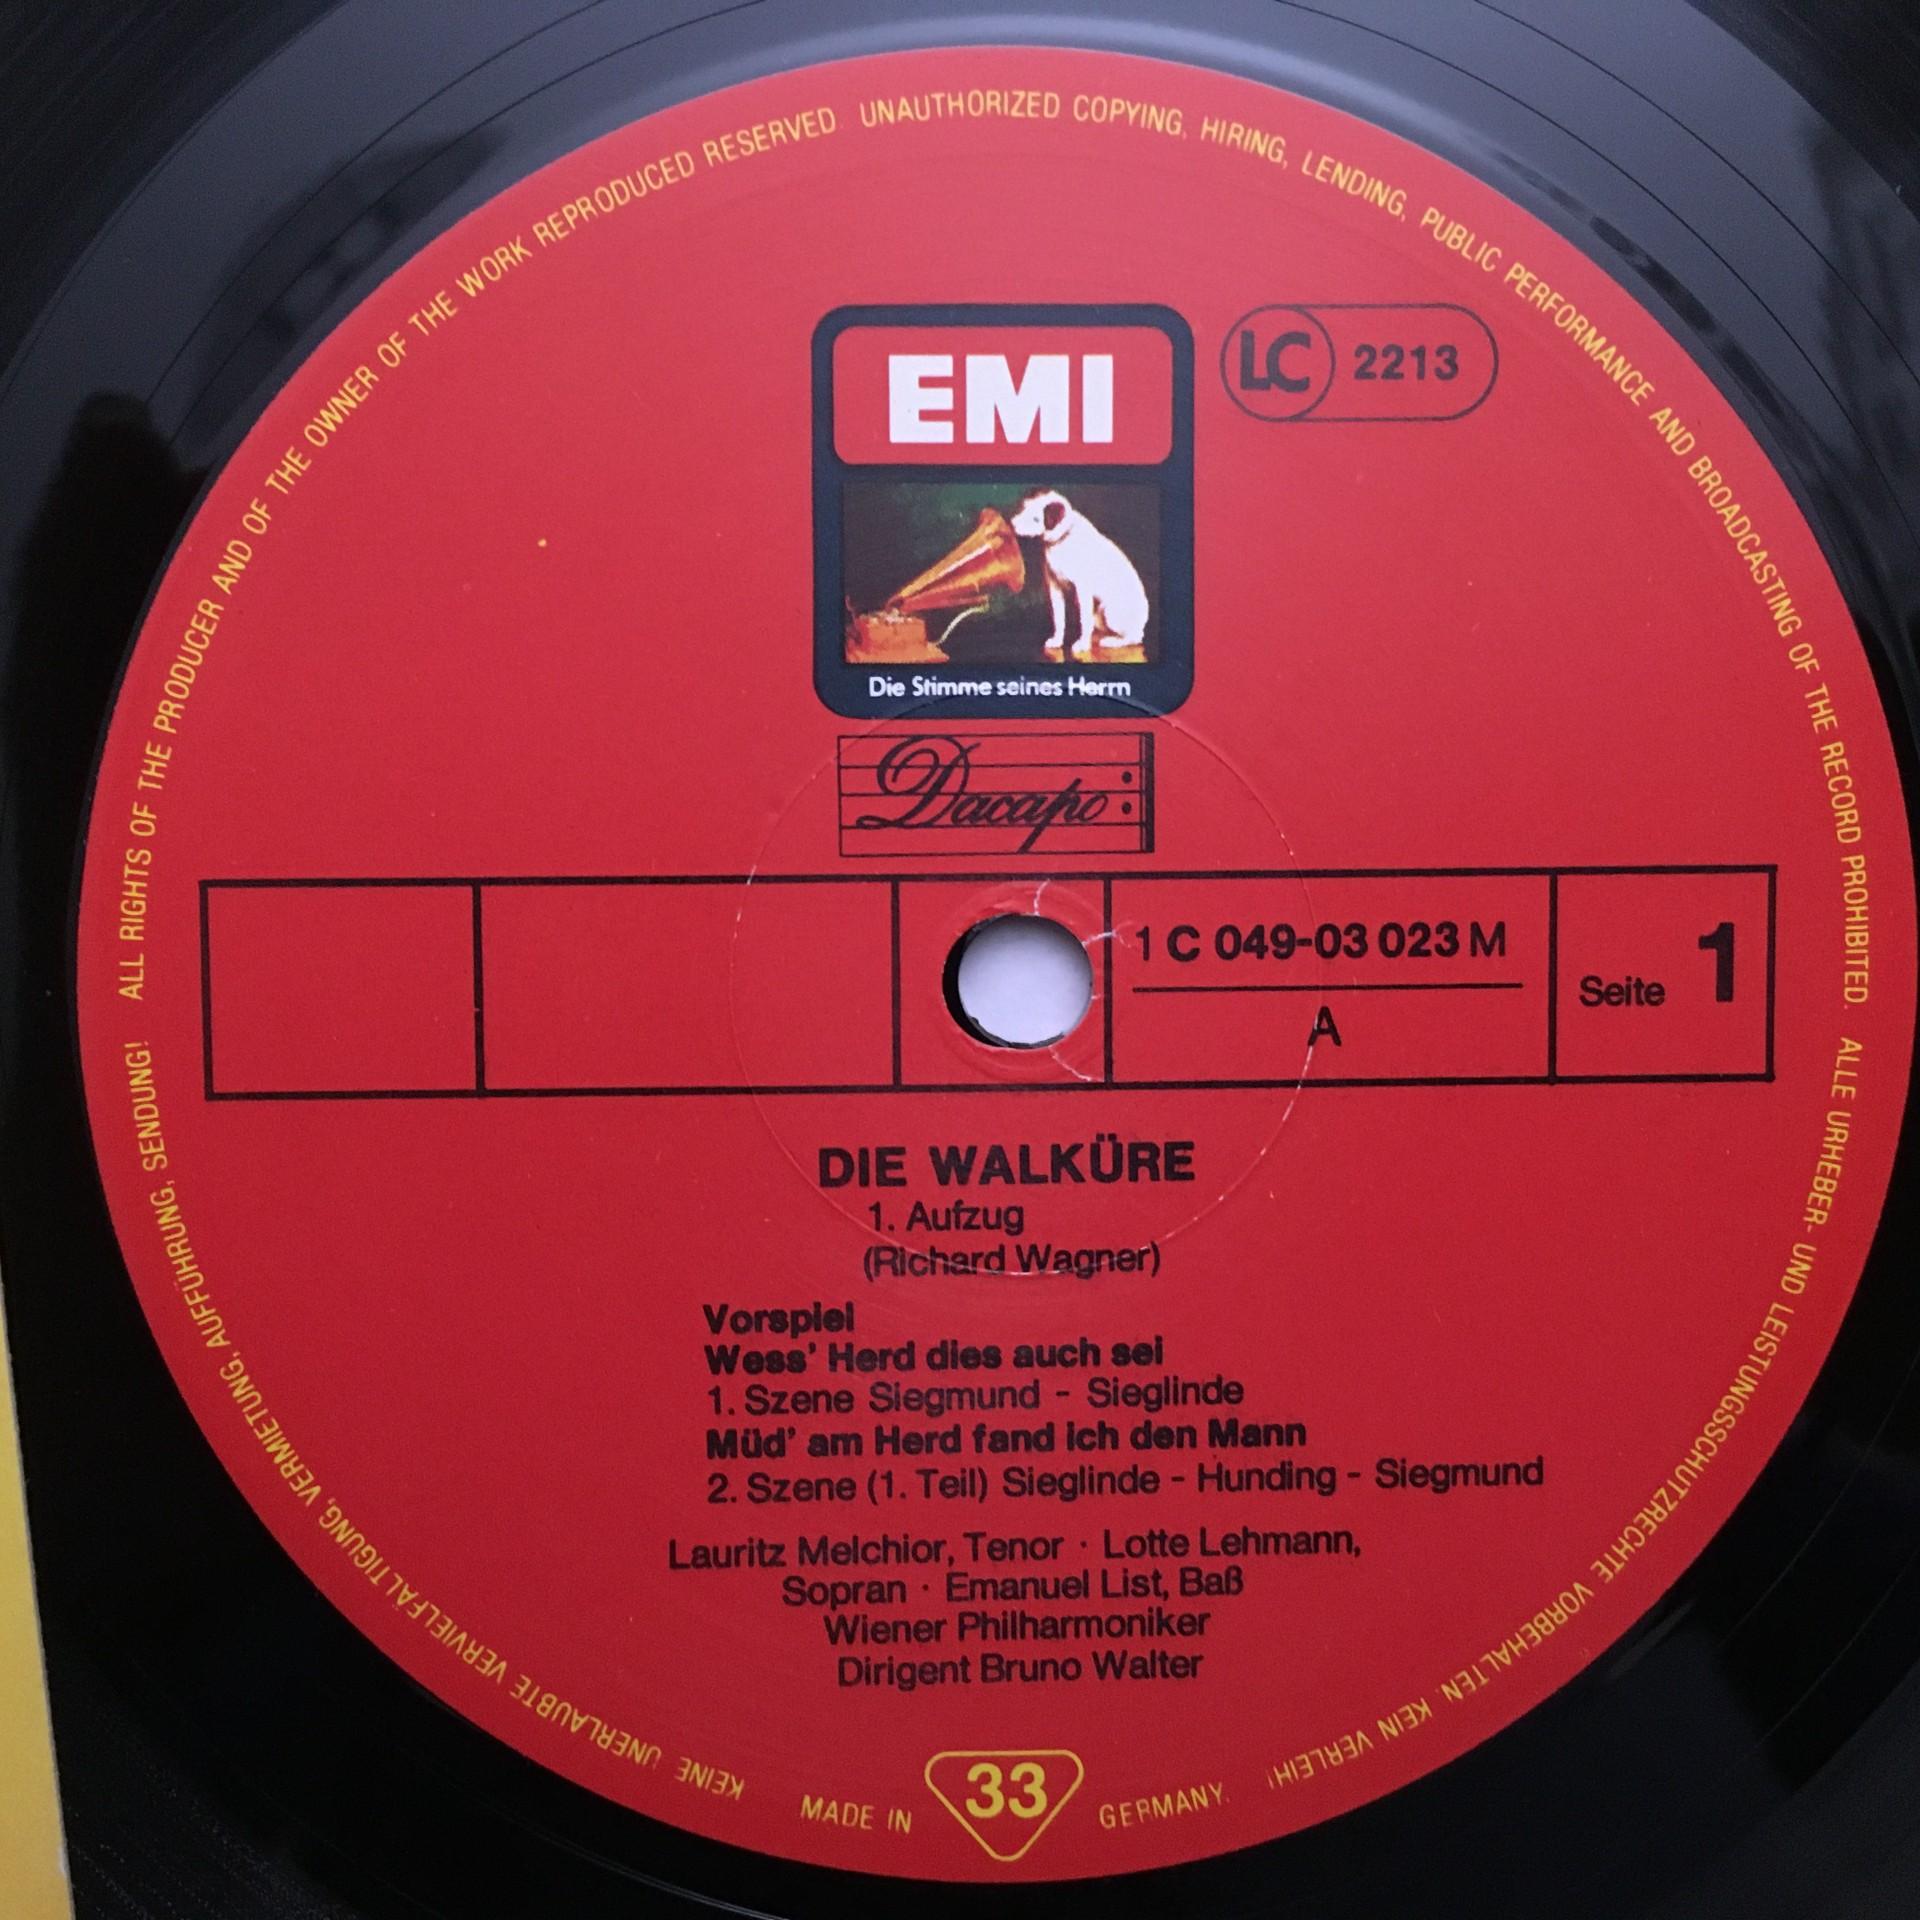 EMI
LC 2213
Die Stimme seines Herrn
Dacapo
1 C 049-03 023 M
A
Seite 1
DIE WALKÜRE
1. Aufzug
(Richard Wagner)
Vorspiel
Wess' Herd dies auch sei
1. Szene Siegmund - Sieglinde
Müd' am Herd fand ich den Mann
2. Szene (1. Teil) Sieglinde - Hunding - Siegmund
Lauritz Melchior, Tenor · Lotte Lehmann,
Sopran · Emanuel List, Baß
Wiener Philharmoniker
Dirigent Bruno Walter
33
MADE IN GERMANY.
ALL RIGHTS OF THE PRODUCER AND OF THE OWNER OF THE WORK REPRODUCED RESERVED. UNAUTHORIZED COPYING, HIRING, LENDING, PUBLIC PERFORMANCE AND BROADCASTING OF THE RECORD PROHIBITED.
ALLE URHEBER- UND LEISTUNGSSCHUTZRECHTE VORBEHALTEN. KEIN VERLEIH!
KEINE UNERLAUBTE VERVIELFÄLTIGUNG, VERMIETUNG, AUFFÜHRUNG, SENDUNG!